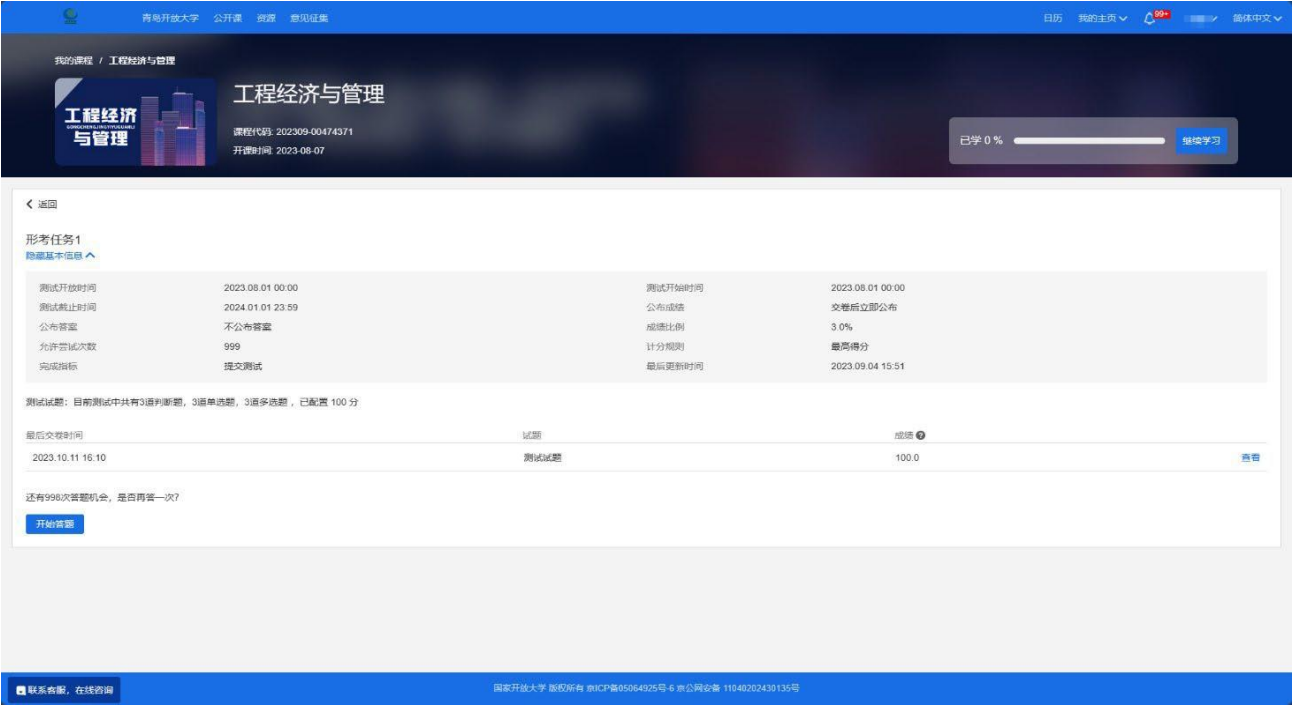 青岛开放大学 公开课 资源 意见征集 日历 我的主页 99+ 简体中文
我的课程 / 工程经济与管理
工程经济
与管理
工程经济与管理
课程代码: 202309-00474371
开课时间: 2023-08-07
已学 0 % 继续学习
返回
形考任务1
隐藏基本信息
测试开放时间 2023.08.01 00:00 测试开始时间 2023.08.01 00:00
测试截止时间 2024.01.01 23:59 公布成绩 交卷后立即公布
公布答案 不公布答案 成绩比例 3.0%
允许尝试次数 999 计分规则 最高得分
完成指标 提交测试 最后更新时间 2023.09.04 15:51
测试试题：目前测试中共有3道判断题，3道单选题，3道多选题，已配置 100 分
最后交卷时间 试题 成绩
2023.10.11 16:10 测试试题 100.0 查看
还有998次答题机会，是否再答一次?
开始答题
联系客服，在线咨询 国家开放大学 版权所有 京ICP备05064925号-6 京公网安备 11040202430135号